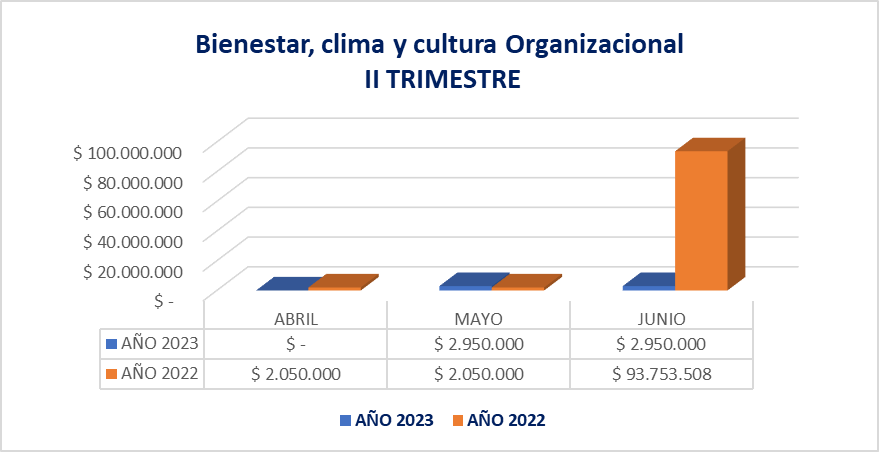 Bienestar, clima y cultura Organizacional
II TRIMESTRE
$ 100.000.000
$ 80.000.000
$ 60.000.000
$ 40.000.000
$ 20.000.000
$ -
ABRIL MAYO JUNIO
AÑO 2023 $ - $ 2.950.000 $ 2.950.000
AÑO 2022 $ 2.050.000 $ 2.050.000 $ 93.753.508
AÑO 2023 AÑO 2022